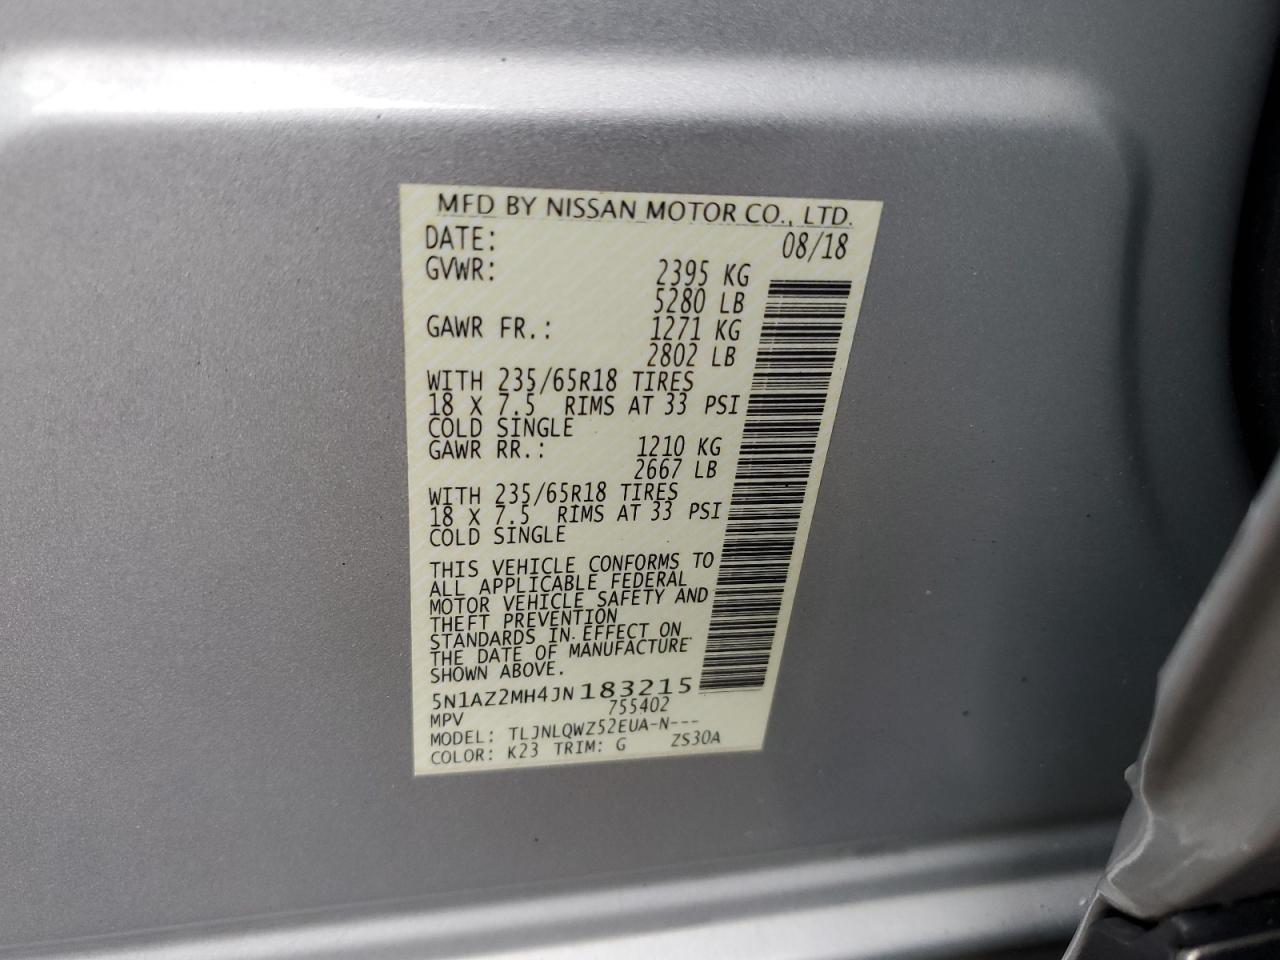 MFD BY NISSAN MOTOR CO., LTD.
DATE: 08/18
GVWR: 2395 KG
5280 LB
GAWR FR.: 1271 KG
2802 LB
WITH 235/65R18 TIRES
18 X 7.5 RIMS AT 33 PSI
COLD SINGLE
GAWR RR.: 1210 KG
2667 LB
WITH 235/65R18 TIRES
18 X 7.5 RIMS AT 33 PSI
COLD SINGLE
THIS VEHICLE CONFORMS TO
ALL APPLICABLE FEDERAL
MOTOR VEHICLE SAFETY AND
THEFT PREVENTION
STANDARDS IN EFFECT ON
THE DATE OF MANUFACTURE
SHOWN ABOVE.
5N1AZ2MH4JN183215
MPV 755402
MODEL: TLJNLQWZ52EUA-N---
COLOR: K23 TRIM: G ZS30A